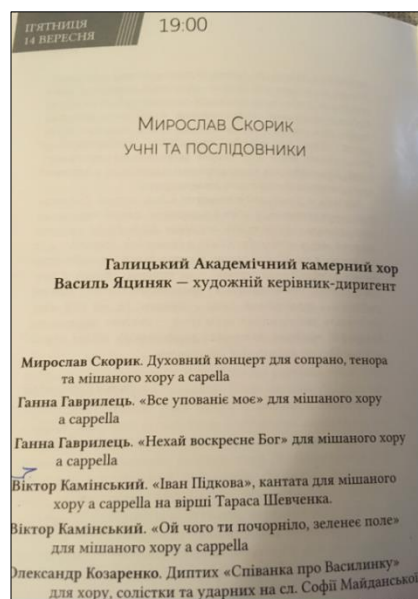 П'ЯТНИЦЯ
14 ВЕРЕСНЯ
19:00
Мирослав Скорик
учні та послідовники
Галицький Академічний камерний хор
Василь Яциняк — художній керівник-диригент
Мирослав Скорик. Духовний концерт для сопрано, тенора
та мішаного хору a capella
Ганна Гаврилець. «Все упованіє моє» для мішаного хору
a cappella
Ганна Гаврилець. «Нехай воскресне Бог» для мішаного хору
a cappella
Віктор Камінський. «Іван Підкова», кантата для мішаного
хору a cappella на вірші Тараса Шевченка.
Віктор Камінський. «Ой чого ти почорніло, зеленеє поле»
для мішаного хору a cappella
Олександр Козаренко. Диптих «Співанка про Василинку»
для хору, солістки та ударних на сл. Софії Майданської